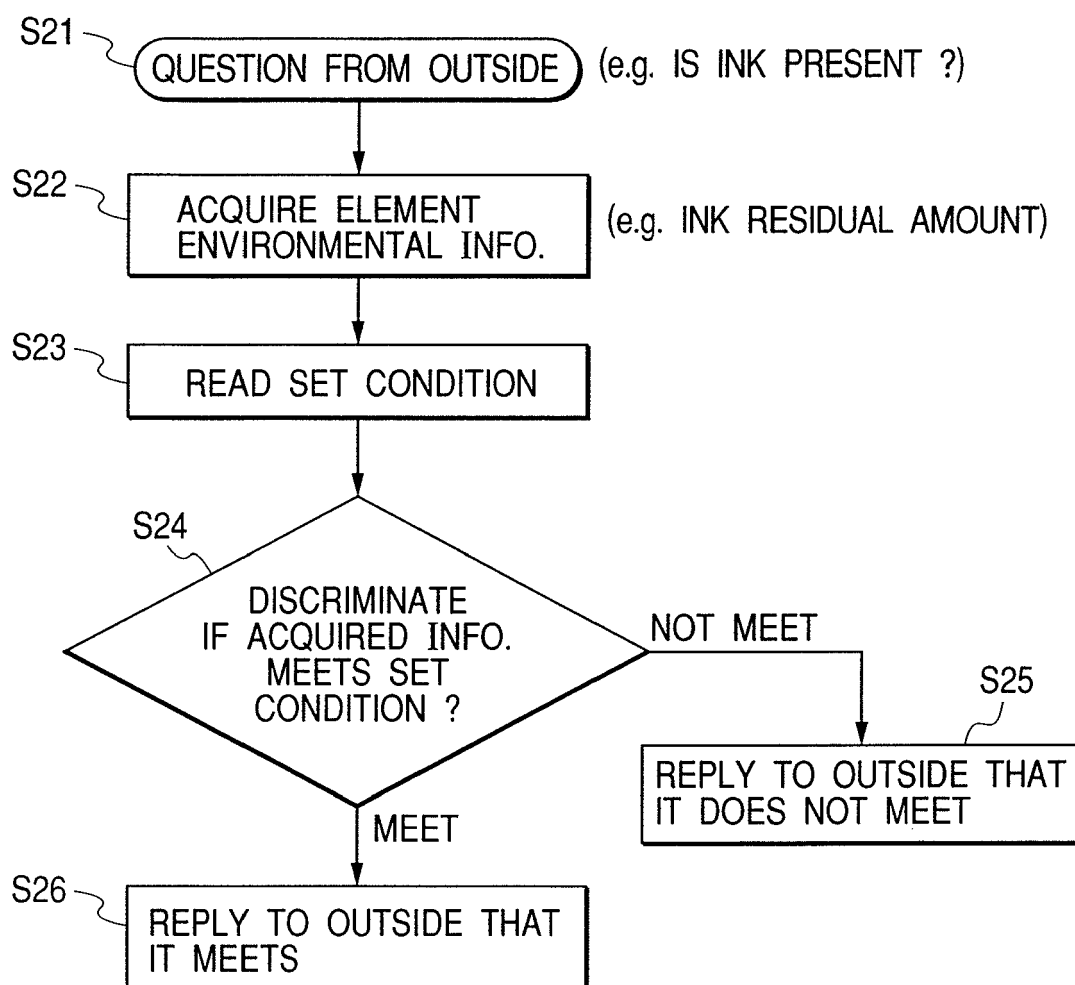 S21
QUESTION FROM OUTSIDE
(e.g. IS INK PRESENT ?)
S22
ACQUIRE ELEMENT
ENVIRONMENTAL INFO.
(e.g. INK RESIDUAL AMOUNT)
S23
READ SET CONDITION
S24
DISCRIMINATE
IF ACQUIRED INFO.
MEETS SET
CONDITION ?
NOT MEET
S25
REPLY TO OUTSIDE THAT
IT DOES NOT MEET
MEET
S26
REPLY TO OUTSIDE THAT
IT MEETS